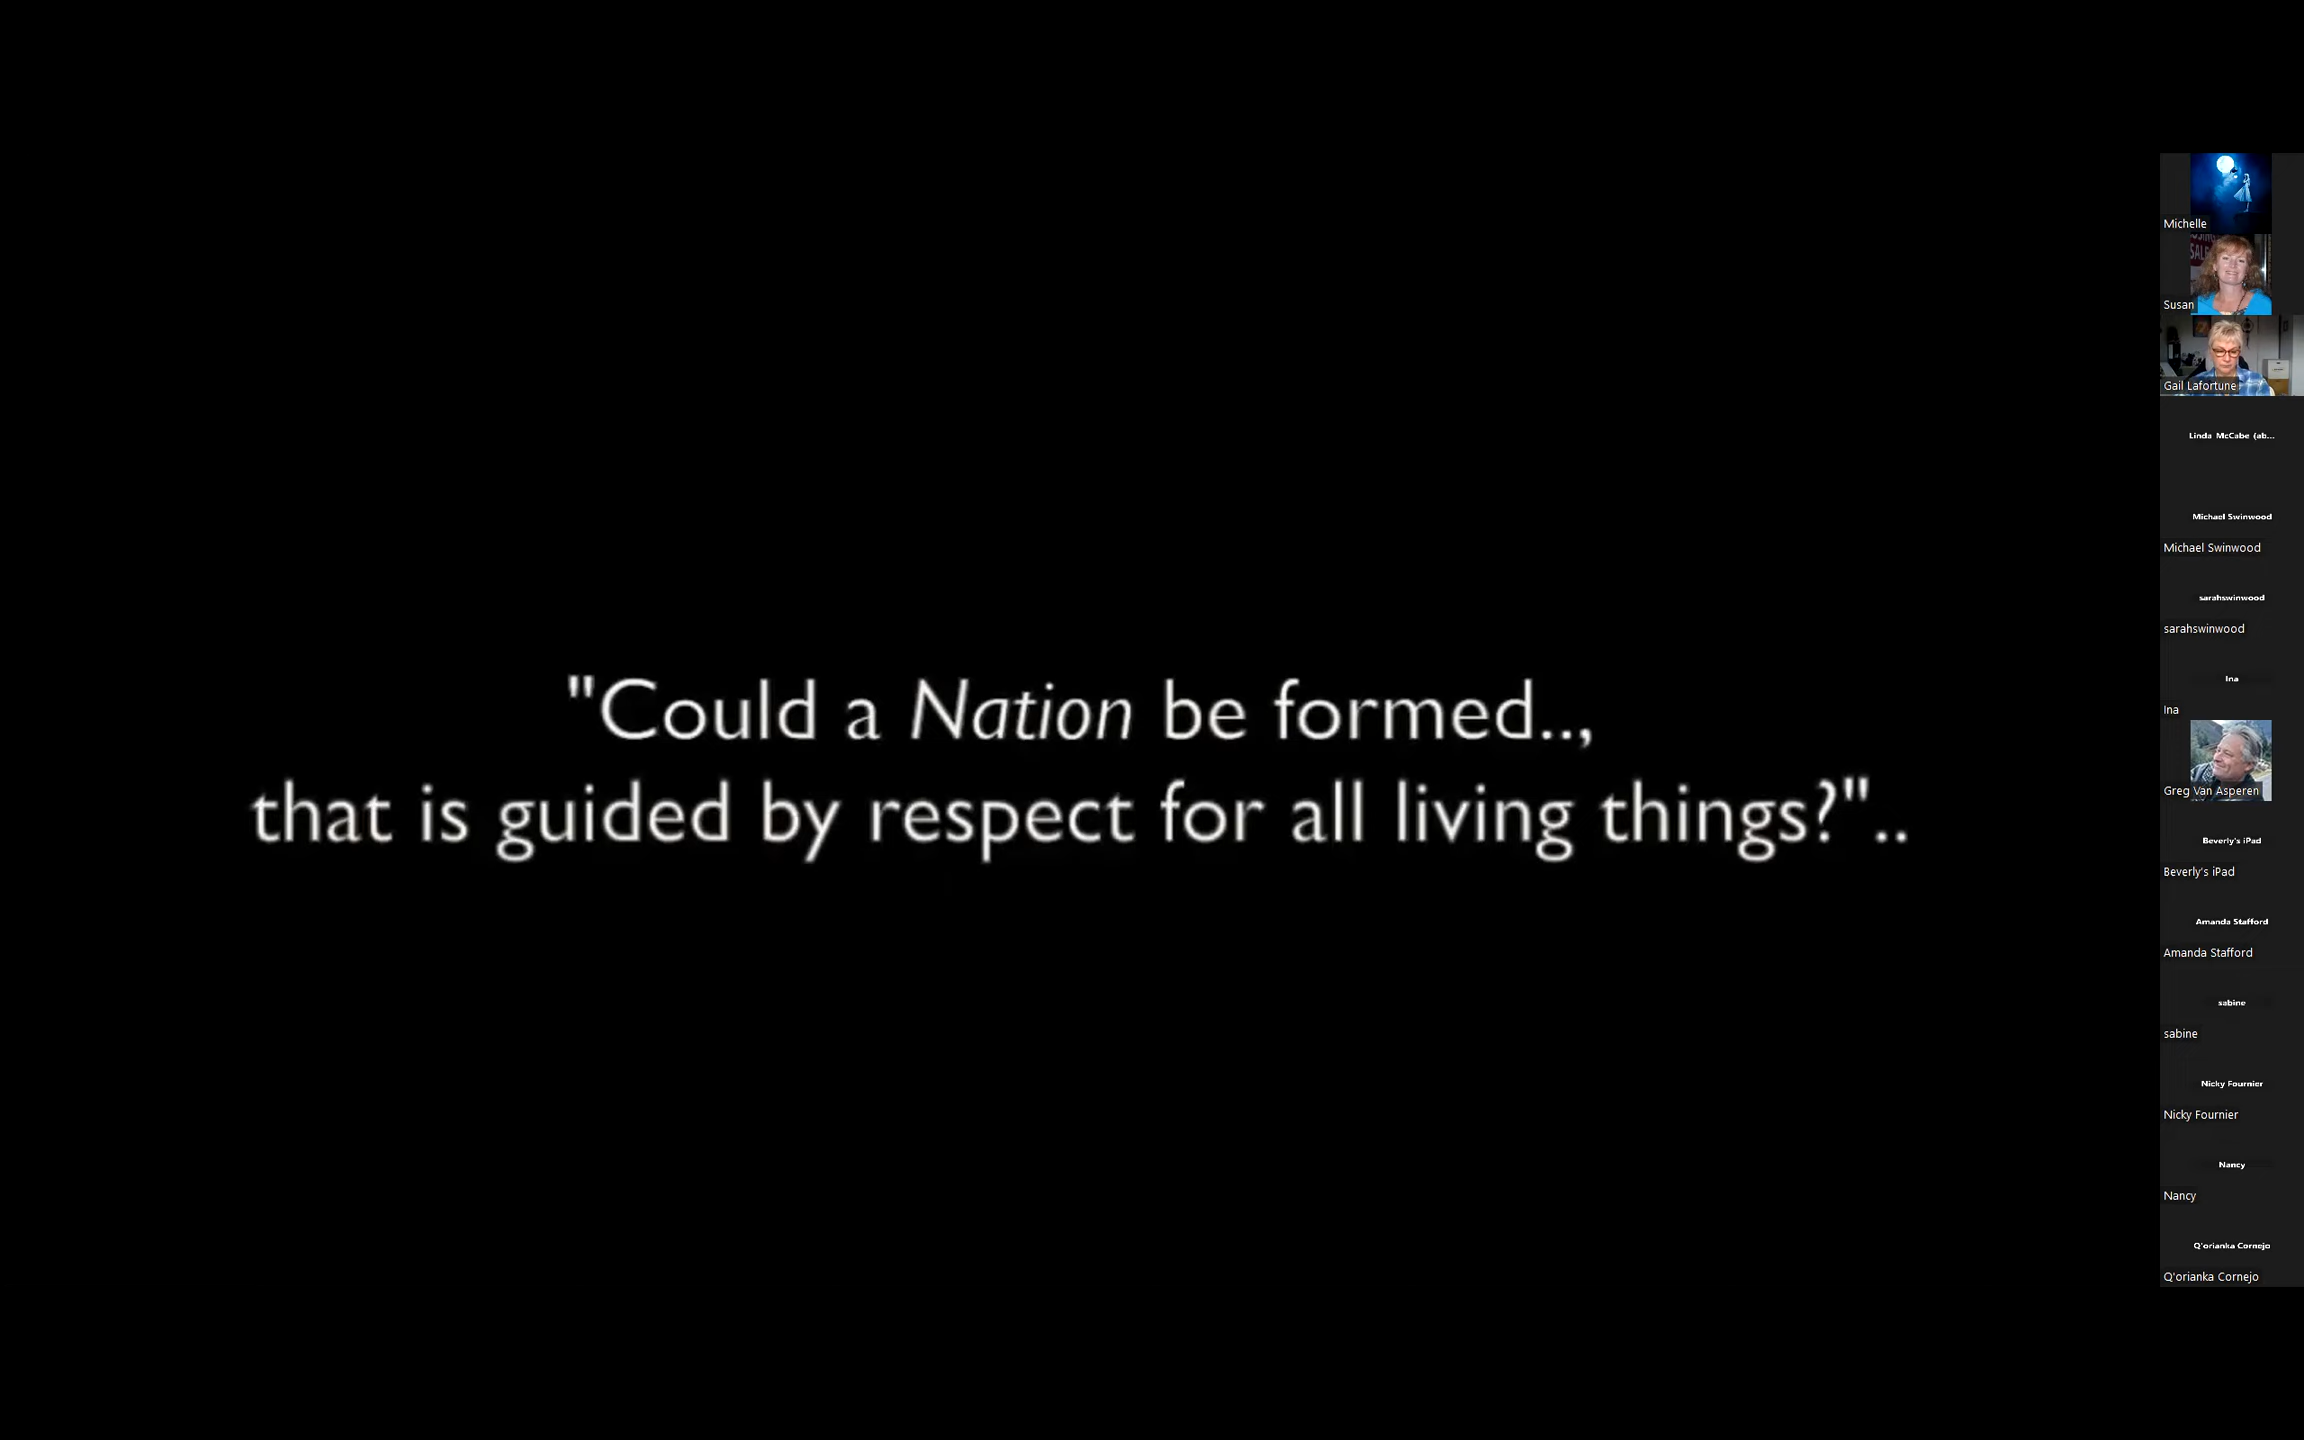 "Could a Nation be formed..,
that is guided by respect for all living things?"..
Michelle
SALE
Susan
Gail Lafortune
Linda McCabe (ab...
Michael Swinwood
Michael Swinwood
sarahswinwood
sarahswinwood
Ina
Ina
Greg Van Asperen
Beverly's iPad
Beverly's iPad
Amanda Stafford
Amanda Stafford
sabine
sabine
Nicky Fournier
Nicky Fournier
Nancy
Nancy
Q'orianka Cornejo
Q'orianka Cornejo